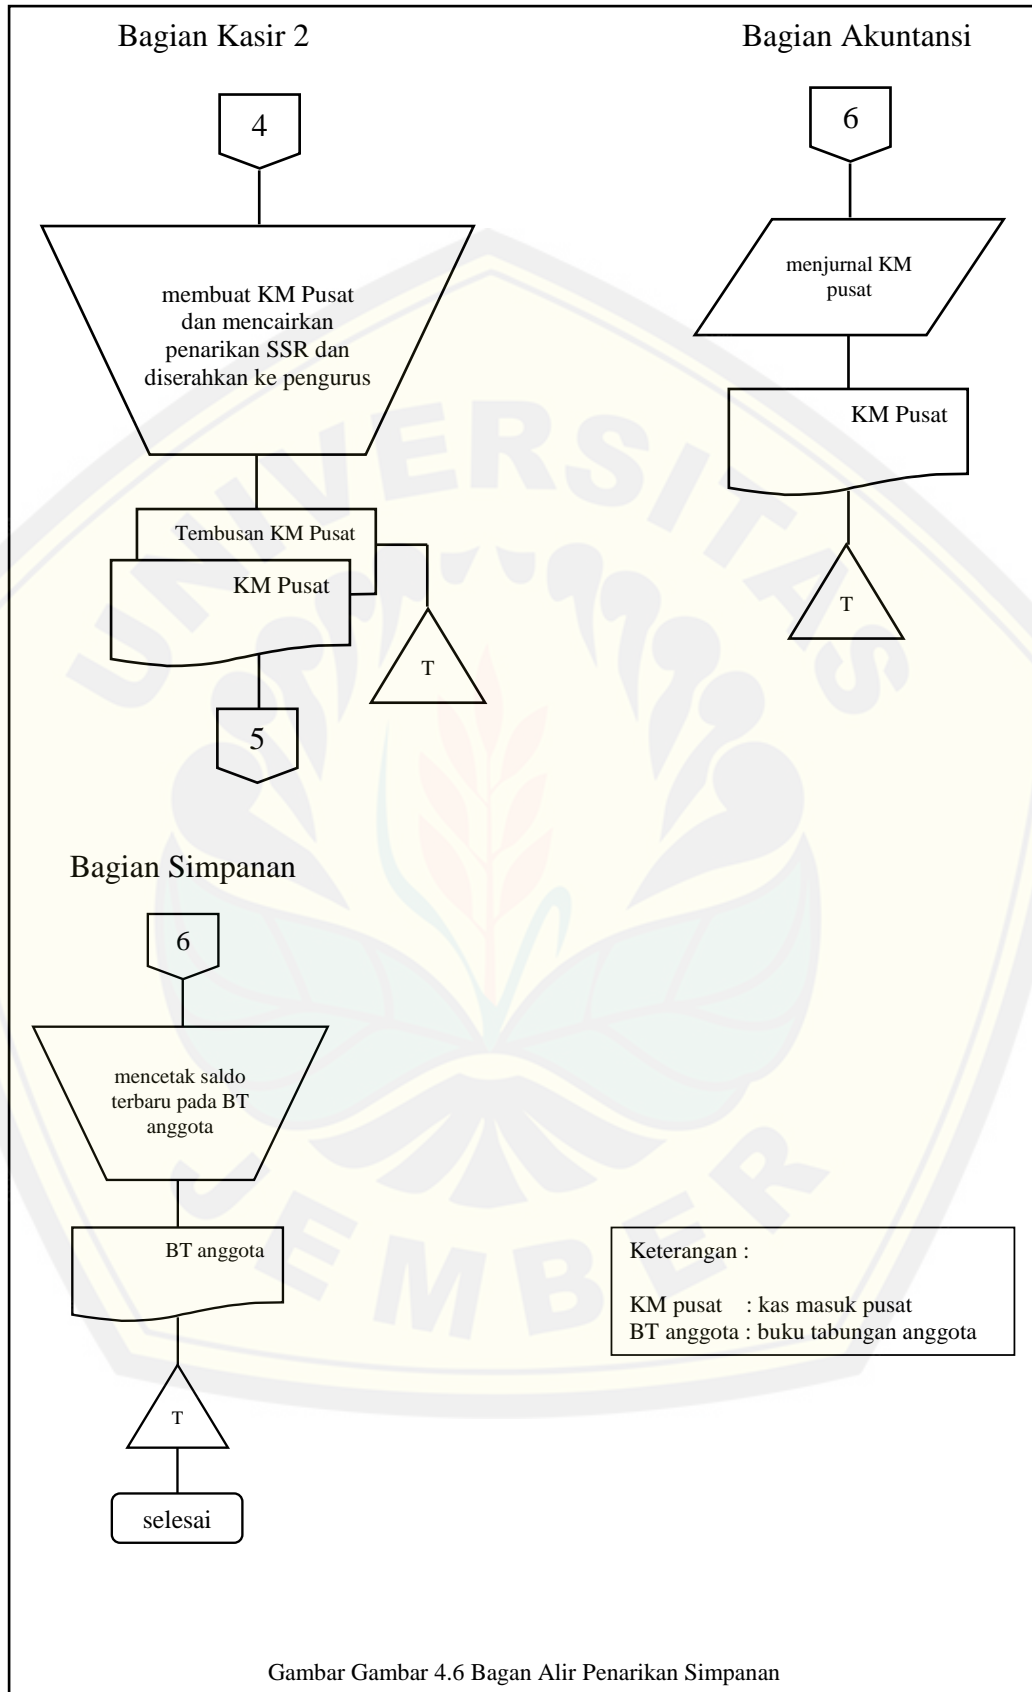 Bagian Kasir 2
4
membuat KM Pusat
dan mencairkan
penarikan SSR dan
diserahkan ke pengurus
Tembusan KM Pusat
KM Pusat
T
5
Bagian Akuntansi
6
menjurnal KM
pusat
KM Pusat
T
Bagian Simpanan
6
mencetak saldo
terbaru pada BT
anggota
BT anggota
T
selesai
Keterangan :
KM pusat : kas masuk pusat
BT anggota : buku tabungan anggota
UNIVERSITAS
JEMBER
Gambar Gambar 4.6 Bagan Alir Penarikan Simpanan